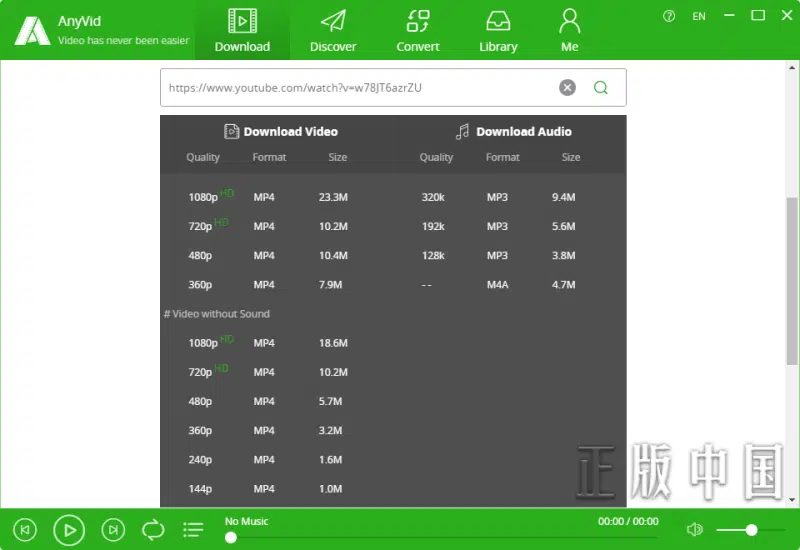 AnyVid
Video has never been easier
Download
Discover
Convert
Library
Me
EN
https://www.youtube.com/watch?v=w78JT6azrZU
Download Video
Download Audio
Quality Format Size
Quality Format Size
1080p HD MP4 23.3M
320k MP3 9.4M
720p HD MP4 10.2M
192k MP3 5.6M
480p MP4 10.4M
128k MP3 3.8M
360p MP4 7.9M
-- M4A 4.7M
# Video without Sound
1080p HD MP4 18.6M
720p HD MP4 10.2M
480p MP4 5.7M
360p MP4 3.2M
240p MP4 1.6M
144p MP4 1.0M
正版中国
No Music
00:00 / 00:00